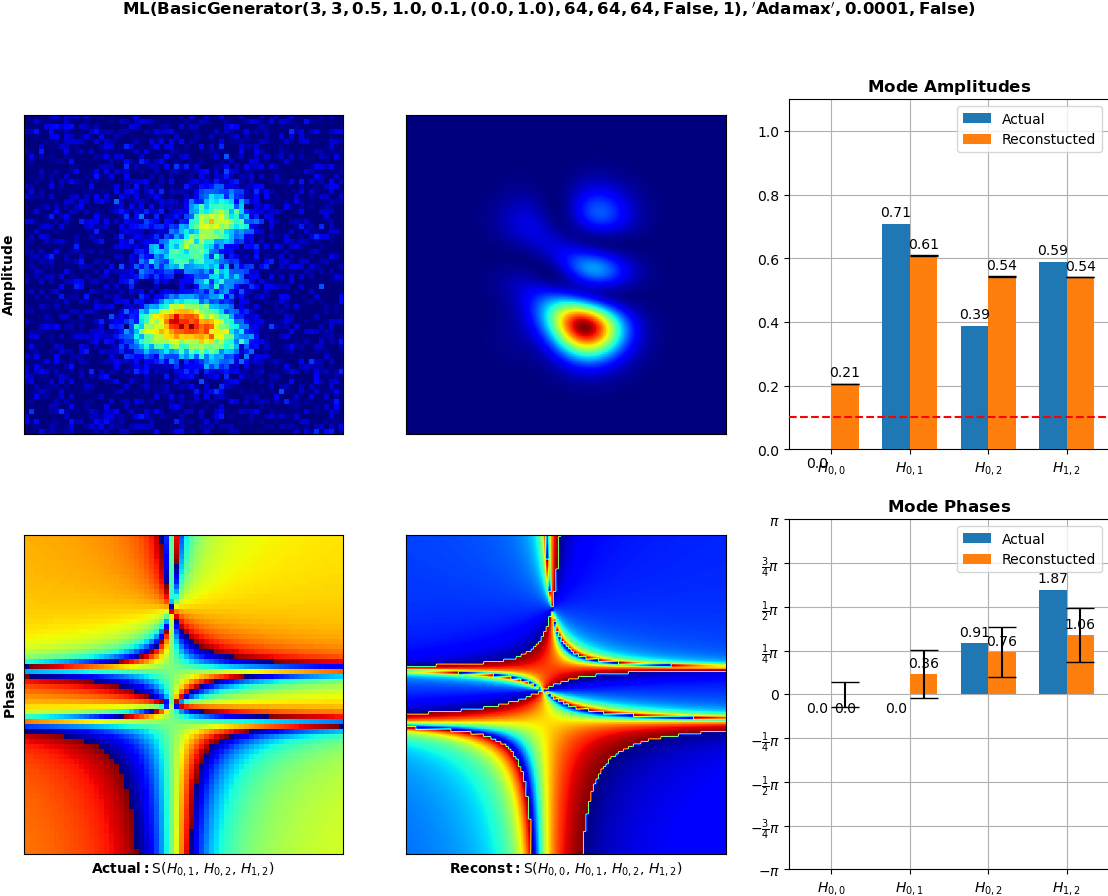 ML(BasicGenerator(3, 3, 0.5, 1.0, 0.1, (0.0, 1.0), 64, 64, 64, False, 1), ′Adamax′, 0.0001, False)
Mode Amplitudes
Amplitude
Actual
Reconstucted
1.0
0.8
0.6
0.4
0.2
0.0
0.0
0.21
0.71
0.61
0.39
0.54
0.59
0.54
H0,0
H0,1
H0,2
H1,2
Mode Phases
Phase
Actual
Reconstucted
π
3/4π
1/2π
1/4π
0
−1/4π
−1/2π
−3/4π
−π
0.0
0.0
0.0
0.36
0.91
0.76
1.87
1.06
H0,0
H0,1
H0,2
H1,2
Actual: S(H0,1, H0,2, H1,2)
Reconst: S(H0,0, H0,1, H0,2, H1,2)